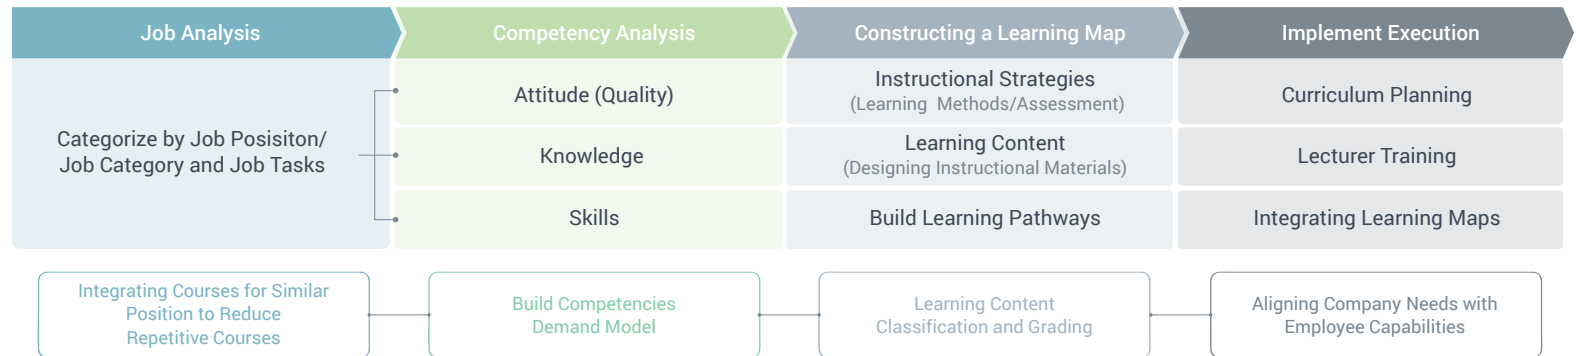 Job Analysis
Competency Analysis
Constructing a Learning Map
Implement Execution
Categorize by Job Posisiton/
Job Category and Job Tasks
Attitude (Quality)
Knowledge
Skills
Instructional Strategies
(Learning Methods/Assessment)
Learning Content
(Designing Instructional Materials)
Build Learning Pathways
Curriculum Planning
Lecturer Training
Integrating Learning Maps
Integrating Courses for Similar
Position to Reduce
Repetitive Courses
Build Competencies
Demand Model
Learning Content
Classification and Grading
Aligning Company Needs with
Employee Capabilities